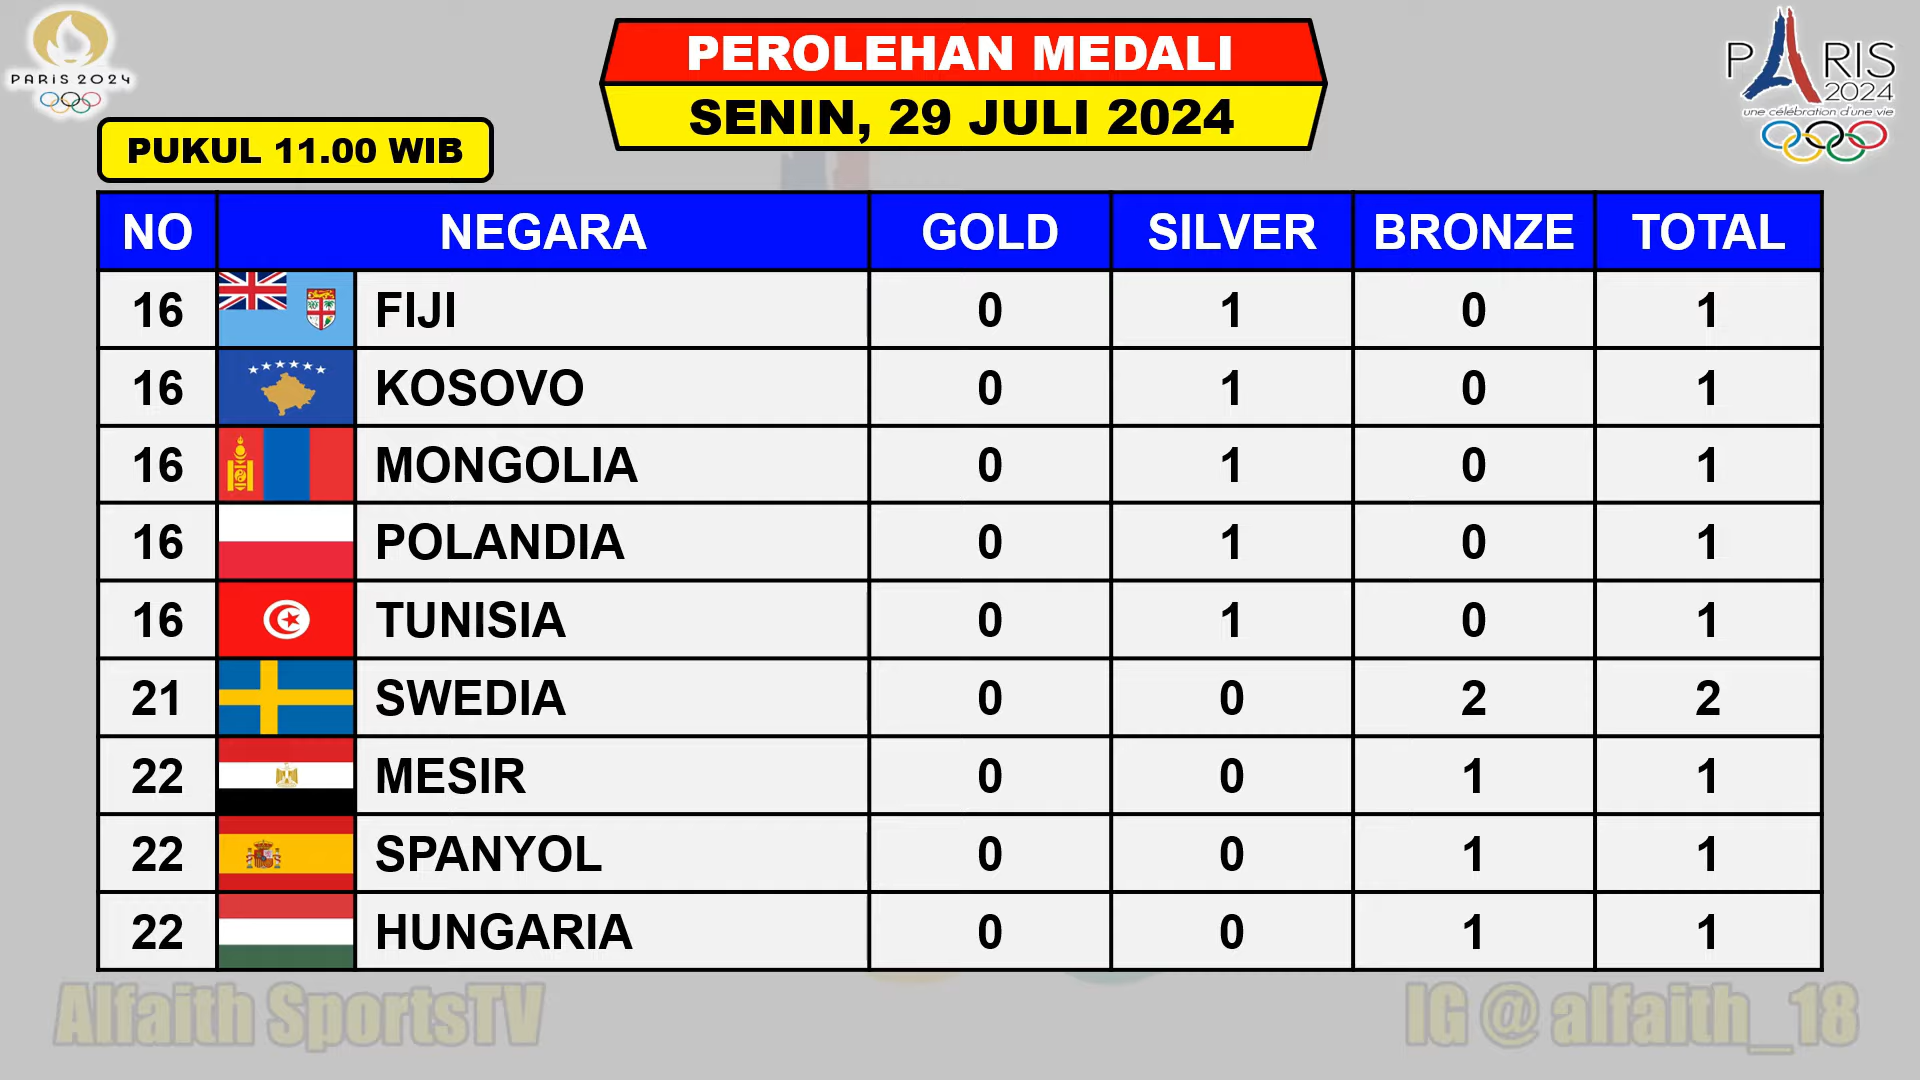 PARIS 2024
PEROLEHAN MEDALI
SENIN, 29 JULI 2024
PARIS
2024
une célébration d'une vie
PUKUL 11.00 WIB
NO NEGARA GOLD SILVER BRONZE TOTAL
16 FIJI 0 1 0 1
16 KOSOVO 0 1 0 1
16 MONGOLIA 0 1 0 1
16 POLANDIA 0 1 0 1
16 TUNISIA 0 1 0 1
21 SWEDIA 0 0 2 2
22 MESIR 0 0 1 1
22 SPANYOL 0 0 1 1
22 HUNGARIA 0 0 1 1
Alfaith SportsTV
IG @ alfaith_18